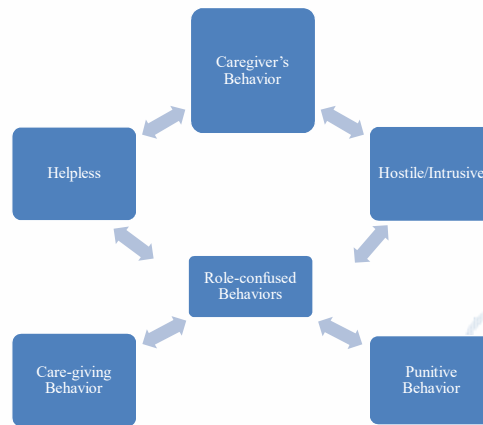 Caregiver’s
Behavior
Helpless
Hostile/Intrusive
Role-confused
Behaviors
Care-giving
Behavior
Punitive
Behavior